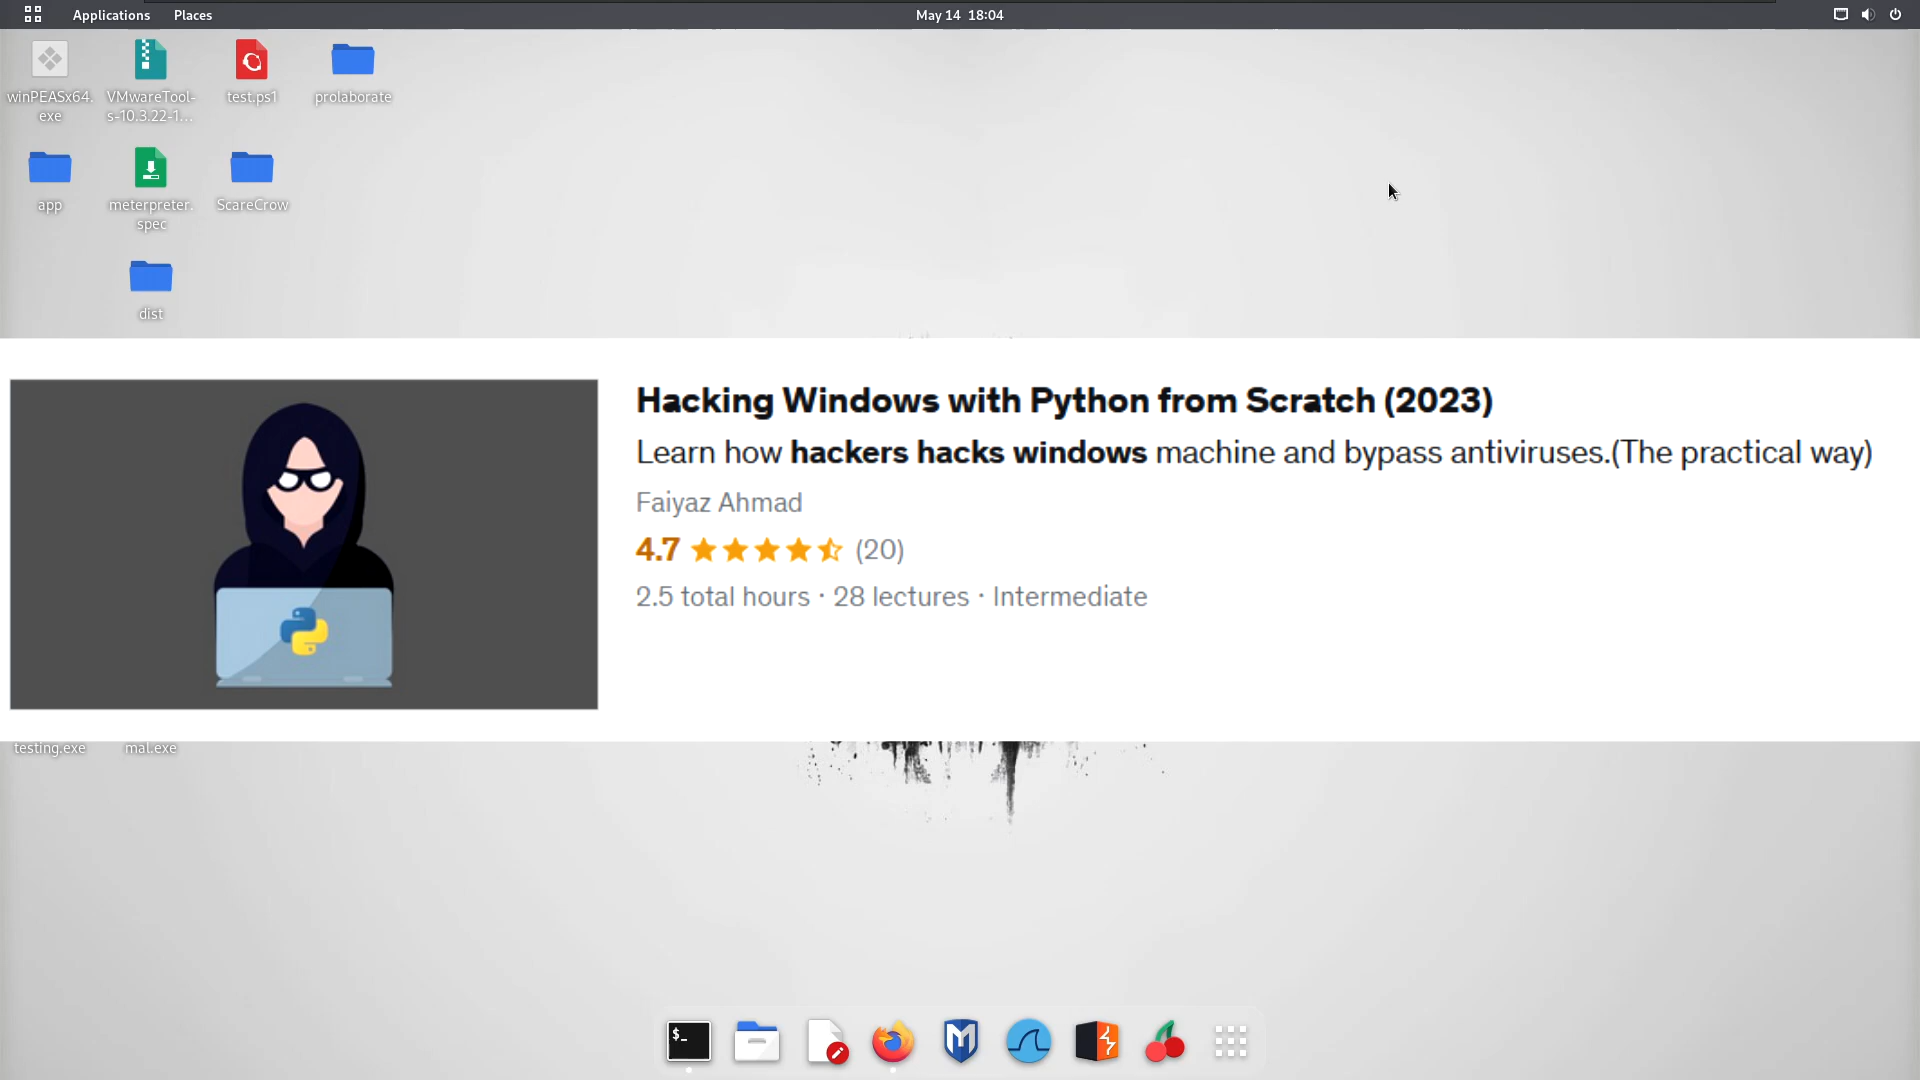 Applications Places May 14 18:04
winPEASx64.
exe
VMwareTool-
s-10.3.22-1...
test.ps1
prolaborate
app
meterpreter.
spec
ScareCrow
dist
Hacking Windows with Python from Scratch (2023)
Learn how hackers hacks windows machine and bypass antiviruses.(The practical way)
Faiyaz Ahmad
4.7 (20)
2.5 total hours · 28 lectures · Intermediate
testing.exe
mal.exe
$_
M